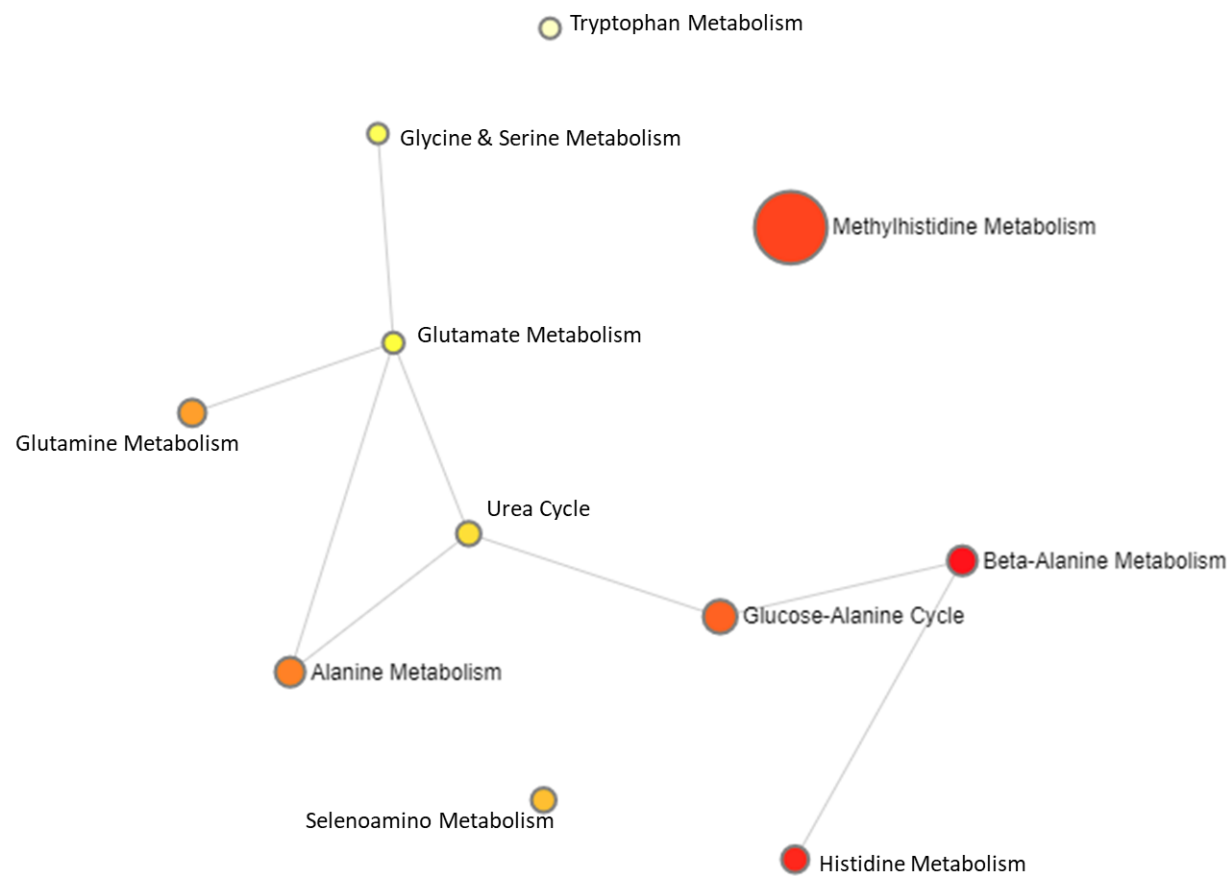 Tryptophan Metabolism
Glycine & Serine Metabolism
Methylhistidine Metabolism
Glutamate Metabolism
Glutamine Metabolism
Urea Cycle
Beta-Alanine Metabolism
Glucose-Alanine Cycle
Alanine Metabolism
Selenoamino Metabolism
Histidine Metabolism